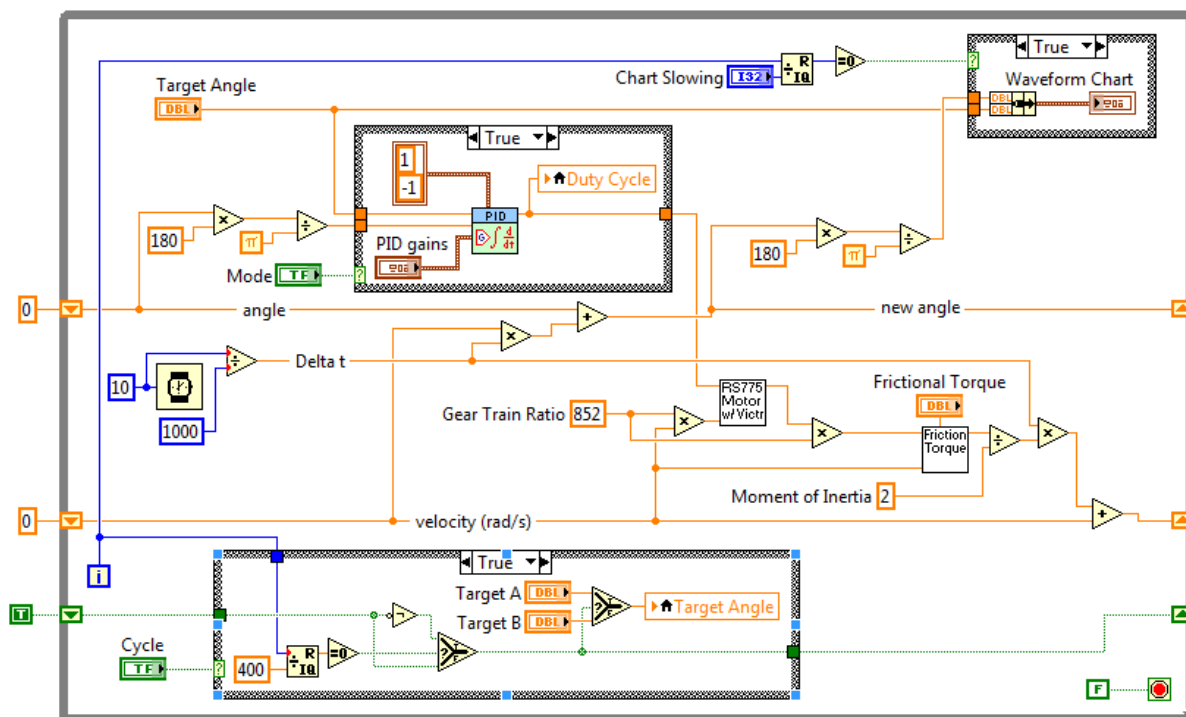 True
Chart Slowing
I32
R
IQ
=0
?
Waveform Chart
DBL
DBL
Target Angle
DBL
True
1
-1
Duty Cycle
PID
G
d
dt
180
π
PID gains
Mode
TF
?
180
π
0
angle
new angle
10
1000
Delta t
Gear Train Ratio
852
RS775
Motor
w/ Victr
Frictional Torque
DBL
Friction
Torque
Moment of Inertia
2
0
velocity (rad/s)
i
True
T
Target A
DBL
Target B
DBL
?
T
F
Target Angle
Cycle
TF
?
400
R
IQ
=0
?
T
F
F